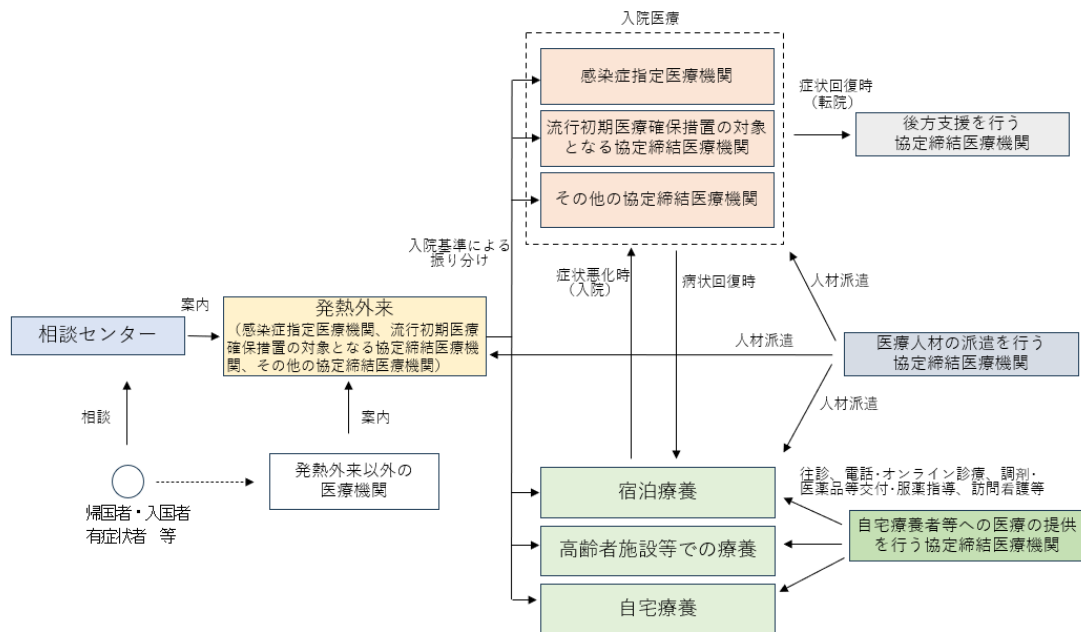 入院医療
感染症指定医療機関
流行初期医療確保措置の対象
となる協定締結医療機関
その他の協定締結医療機関
症状回復時
（転院）
後方支援を行う
協定締結医療機関
入院基準による
振り分け
症状悪化時
（入院）
病状回復時
人材派遣
案内
相談センター
発熱外来
（感染症指定医療機関、流行初期医療
確保措置の対象となる協定締結医療機
関、その他の協定締結医療機関）
人材派遣
医療人材の派遣を行う
協定締結医療機関
人材派遣
相談
案内
帰国者・入国者
有症状者　等
発熱外来以外の
医療機関
宿泊療養
高齢者施設等での療養
自宅療養
往診、電話・オンライン診療、調剤・
医薬品等交付・服薬指導、訪問看護等
自宅療養者等への医療の提供
を行う協定締結医療機関